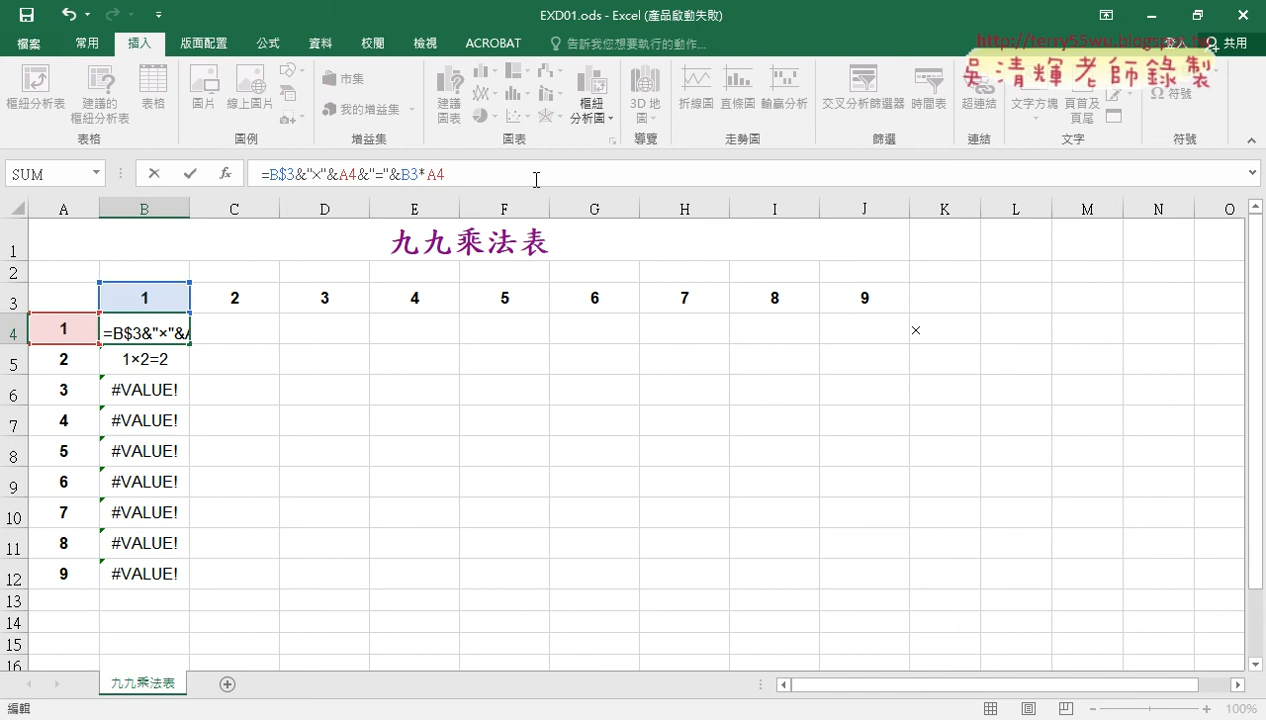 EXD01.ods - Excel (產品啟動失敗)
檔案 常用 插入 版面配置 公式 資料 校閱 檢視 ACROBAT 告訴我您想要執行的動作... 登入 共用
http://terry55wu.blogspot.tw
吳清輝老師錄製
樞紐分析表 建議的樞紐分析表 表格 圖片 線上圖片 市集 我的增益集 建議圖表 樞紐分析圖 3D 地圖 折線圖 直條圖 輸贏分析 交叉分析篩選器 時間表 超連結 文字方塊 頁首及頁尾 符號
表格 圖例 增益集 圖表 導覽 走勢圖 篩選 連結 文字 符號
SUM fx =B$3&"×"&A4&"="&B3*A4
A B C D E F G H I J K L M N O
1 九九乘法表
2
3 1 2 3 4 5 6 7 8 9
4 1 =B$3&"×"&A ×
5 2 1×2=2
6 3 #VALUE!
7 4 #VALUE!
8 5 #VALUE!
9 6 #VALUE!
10 7 #VALUE!
11 8 #VALUE!
12 9 #VALUE!
13
14
15
16
九九乘法表
編輯 100%